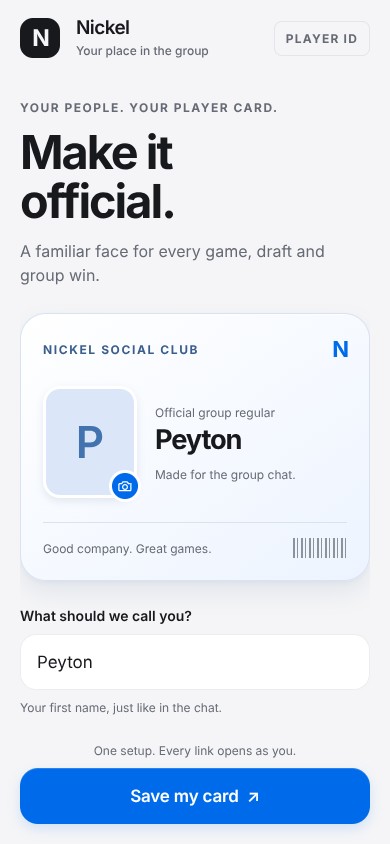 N
Nickel
Your place in the group
PLAYER ID
YOUR PEOPLE. YOUR PLAYER CARD.
Make it
official.
A familiar face for every game, draft and
group win.
NICKEL SOCIAL CLUB
N
P
Official group regular
Peyton
Made for the group chat.
Good company. Great games.
What should we call you?
Peyton
Your first name, just like in the chat.
One setup. Every link opens as you.
Save my card ↗